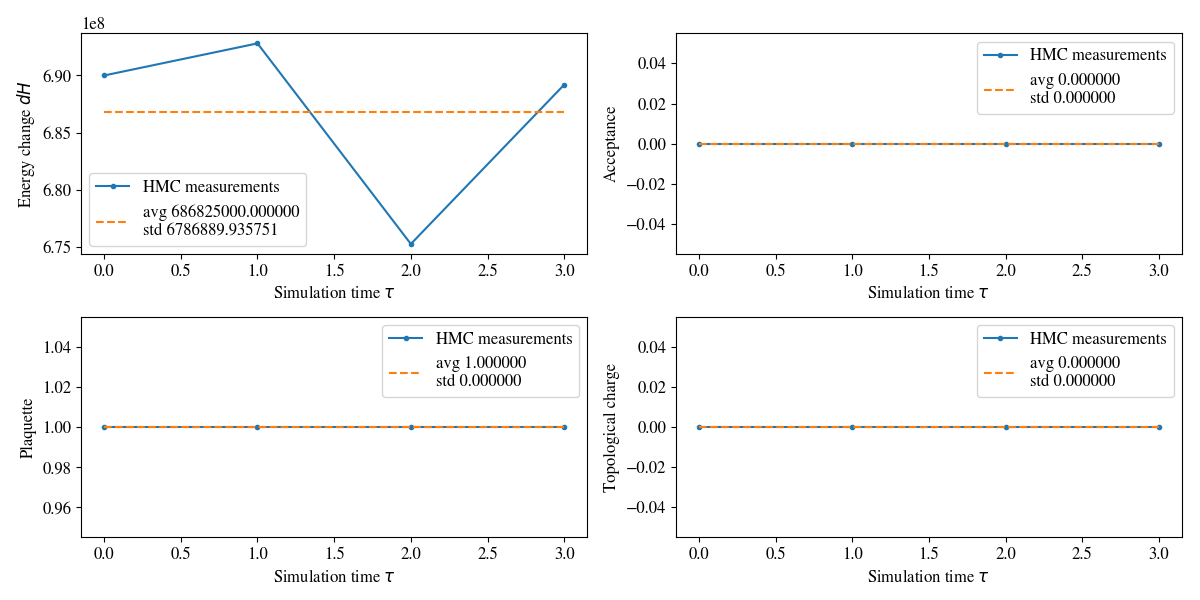 1e8
6.90
6.85
6.80
6.75
Energy change dH
HMC measurements
avg 686825000.000000
std 6786889.935751
0.0 0.5 1.0 1.5 2.0 2.5 3.0
Simulation time τ
0.04
0.02
0.00
−0.02
−0.04
Acceptance
HMC measurements
avg 0.000000
std 0.000000
0.0 0.5 1.0 1.5 2.0 2.5 3.0
Simulation time τ
1.04
1.02
1.00
0.98
0.96
Plaquette
HMC measurements
avg 1.000000
std 0.000000
0.0 0.5 1.0 1.5 2.0 2.5 3.0
Simulation time τ
0.04
0.02
0.00
−0.02
−0.04
Topological charge
HMC measurements
avg 0.000000
std 0.000000
0.0 0.5 1.0 1.5 2.0 2.5 3.0
Simulation time τ